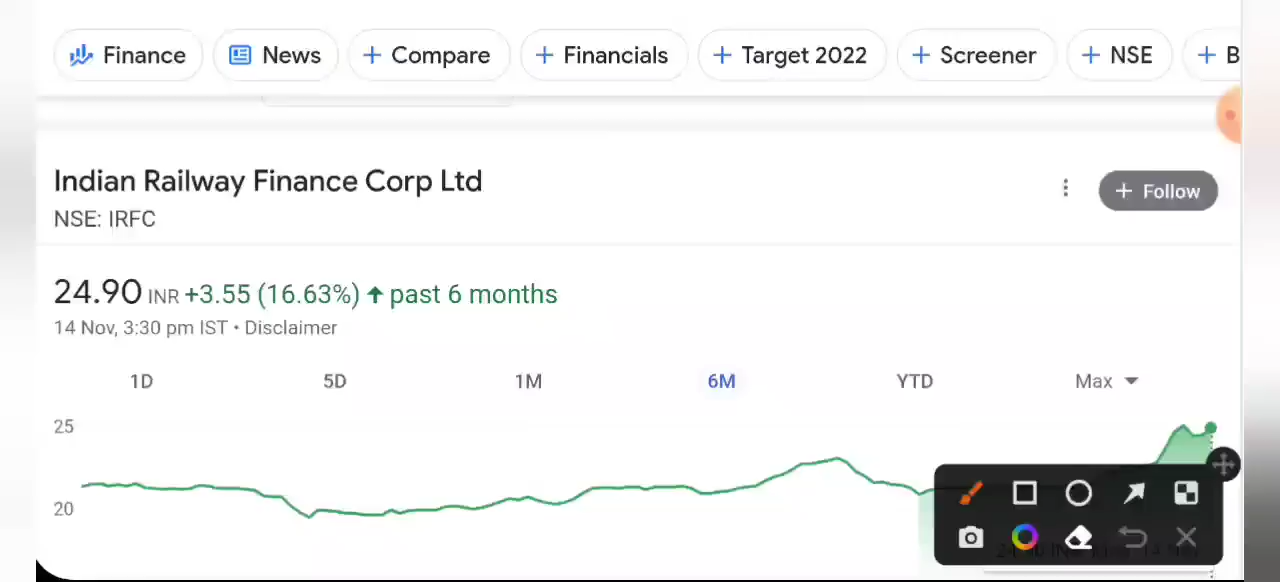 Finance News Compare Financials Target 2022 Screener NSE B
Indian Railway Finance Corp Ltd
Follow
NSE: IRFC
24.90 INR +3.55 (16.63%) ↑ past 6 months
14 Nov, 3:30 pm IST • Disclaimer
1D 5D 1M 6M YTD Max
25
20